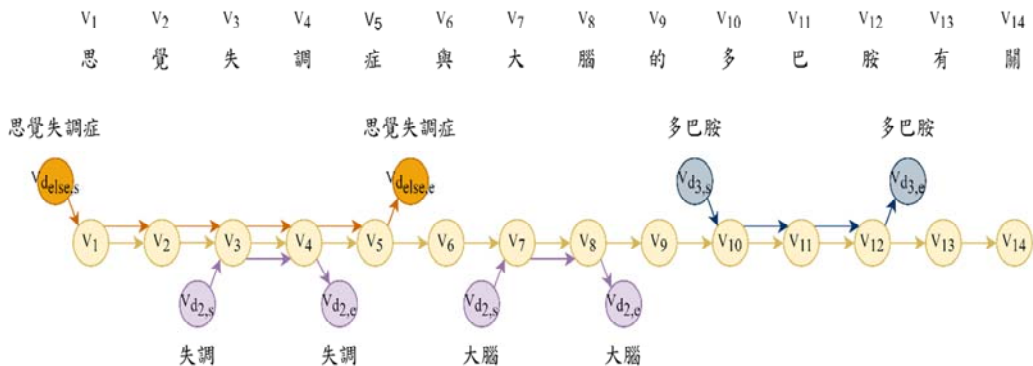 V1 V2 V3 V4 V5 V6 V7 V8 V9 V10 V11 V12 V13 V14
思 覺 失 調 症 與 大 腦 的 多 巴 胺 有 關
思覺失調症 思覺失調症 多巴胺 多巴胺
Vdelse,s Vdelse,e Vd3,s Vd3,e
V1 V2 V3 V4 V5 V6 V7 V8 V9 V10 V11 V12 V13 V14
Vd2,s Vd2,e Vd2,s Vd2,e
失調 失調 大腦 大腦